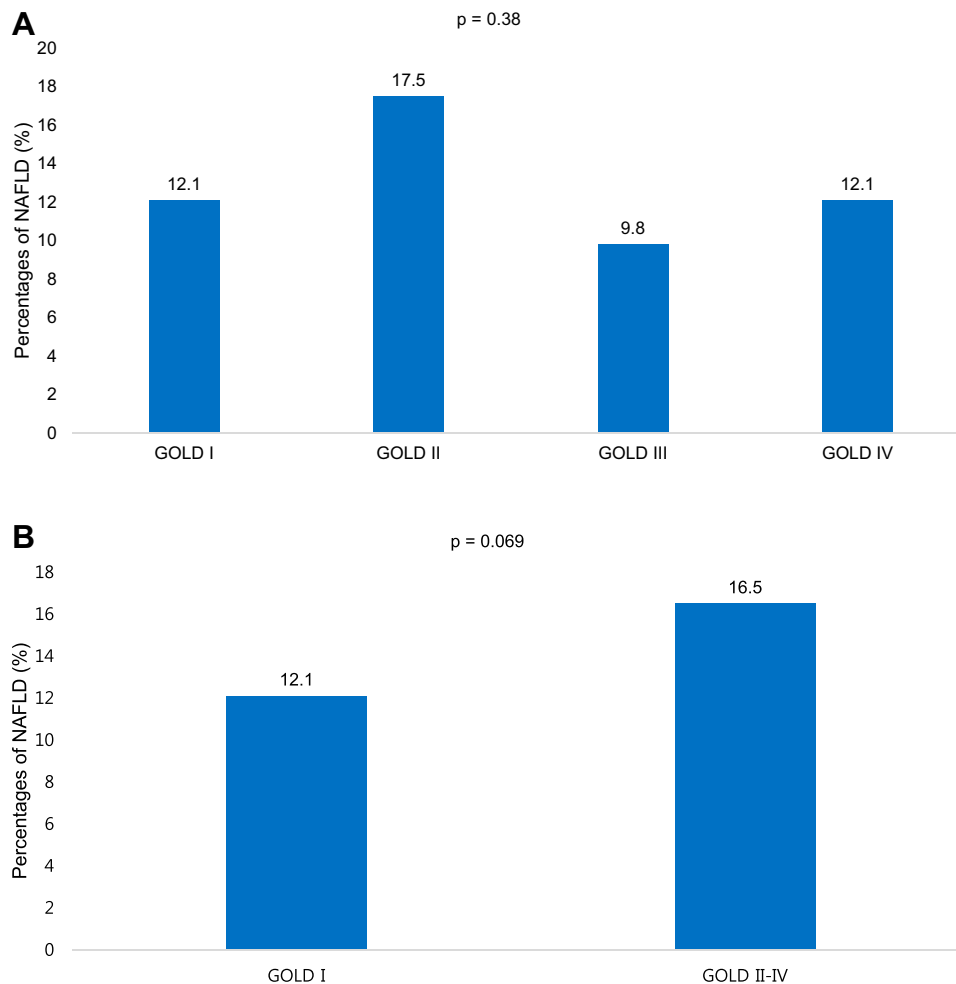 A
p = 0.38
Percentages of NAFLD (%)
20
18
16
14
12
10
8
6
4
2
0
12.1
17.5
9.8
12.1
GOLD I
GOLD II
GOLD III
GOLD IV
B
p = 0.069
Percentages of NAFLD (%)
18
16
14
12
10
8
6
4
2
0
12.1
16.5
GOLD I
GOLD II-IV